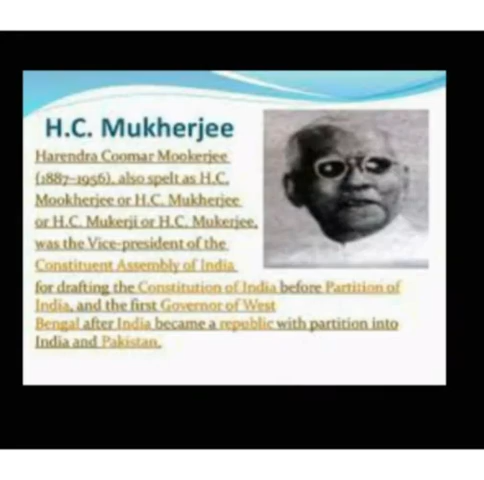 H.C. Mukherjee
Harendra Coomar Mookerjee
(1887–1956), also spelt as H.C.
Mookherjee or H.C. Mukherjee
or H.C. Mukerji or H.C. Mukerjee,
was the Vice-president of the
Constituent Assembly of India
for drafting the Constitution of India before Partition of
India, and the first Governor of West
Bengal after India became a republic with partition into
India and Pakistan.